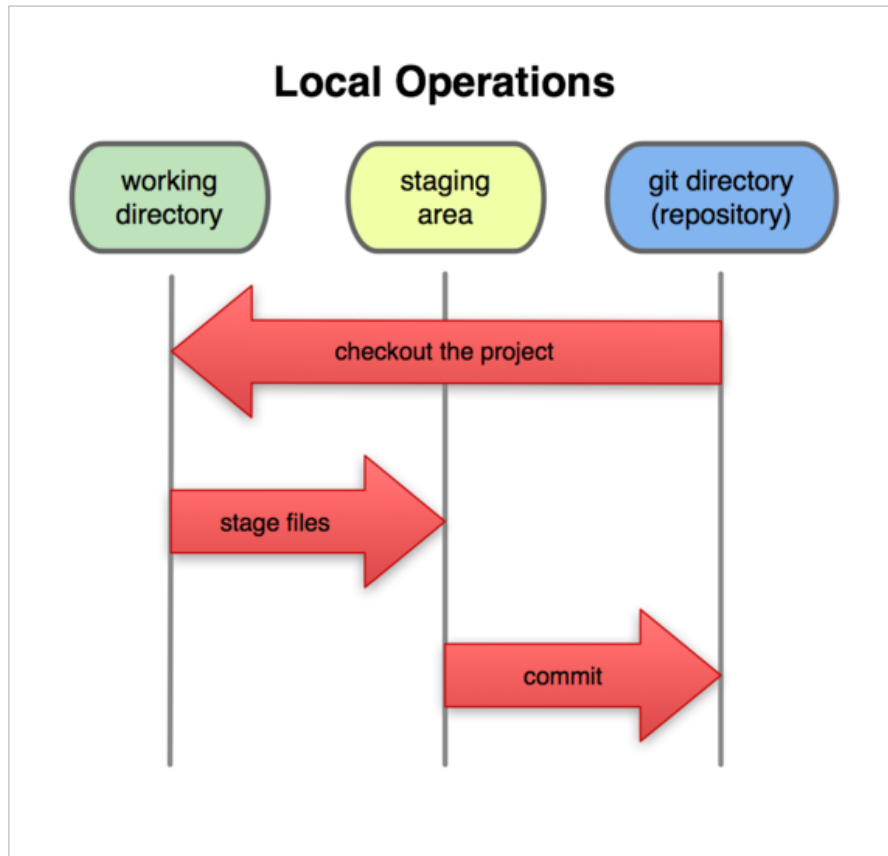 Local Operations
working
directory
staging
area
git directory
(repository)
checkout the project
stage files
commit